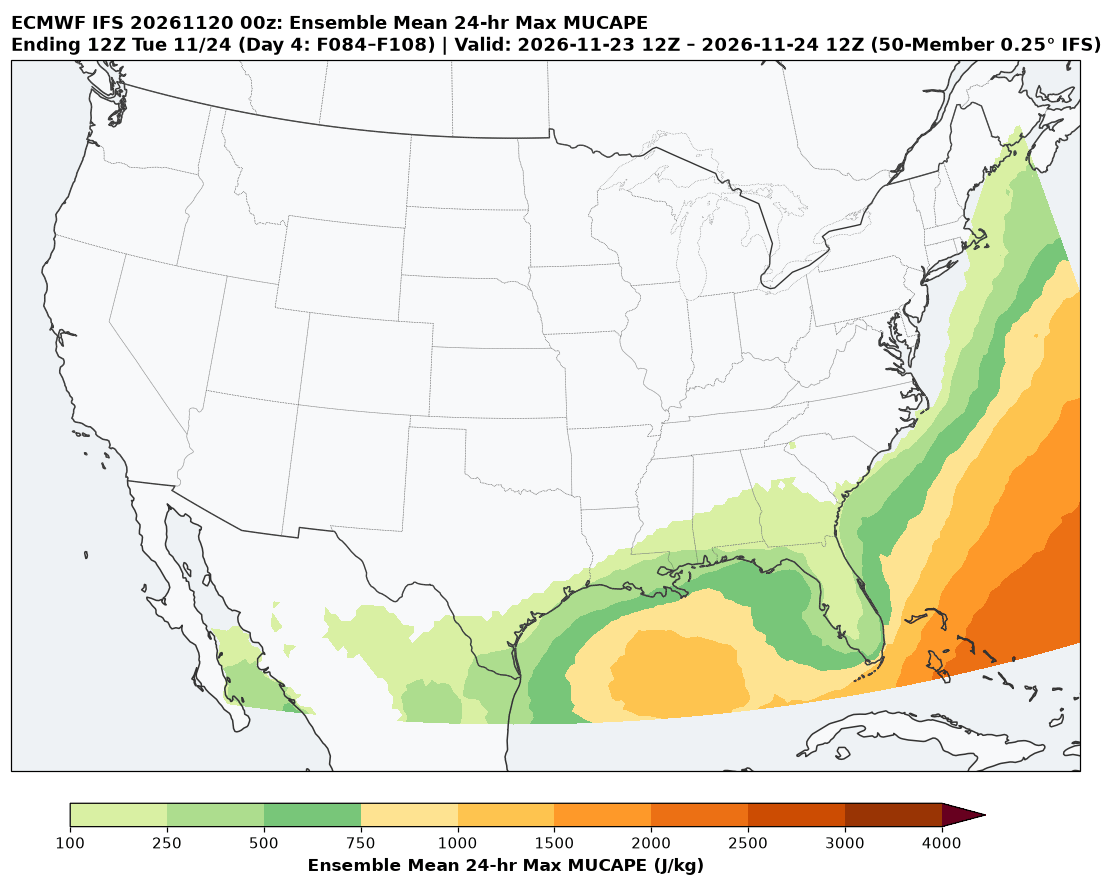 ECMWF IFS 20261120 00z: Ensemble Mean 24-hr Max MUCAPE
Ending 12Z Tue 11/24 (Day 4: F084–F108) | Valid: 2026-11-23 12Z – 2026-11-24 12Z (50-Member 0.25° IFS)
100 250 500 750 1000 1500 2000 2500 3000 4000
Ensemble Mean 24-hr Max MUCAPE (J/kg)